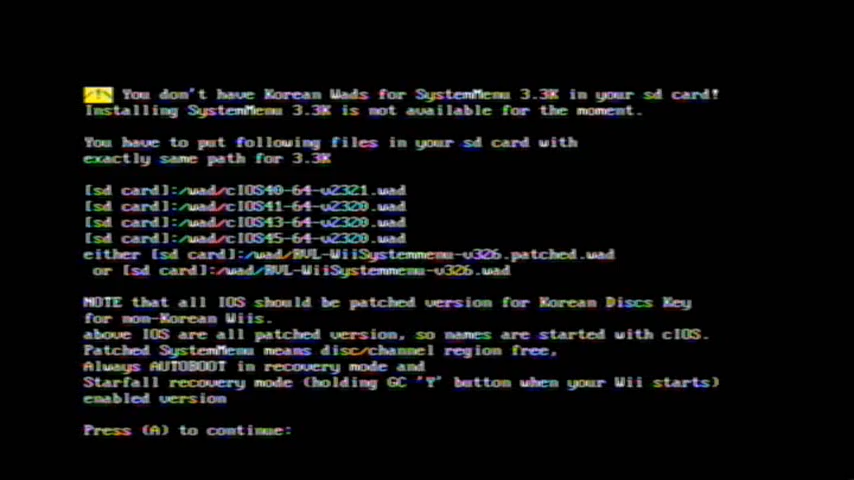 /!\ You don't have Korean Wads for SystemMenu 3.3K in your sd card!
Installing SystemMenu 3.3K is not available for the moment.
You have to put following files in your sd card with
exactly same path for 3.3K
[sd card]:/wad/cIOS40-64-v2321.wad
[sd card]:/wad/cIOS41-64-v2320.wad
[sd card]:/wad/cIOS43-64-v2320.wad
[sd card]:/wad/cIOS45-64-v2320.wad
either [sd card]:/wad/RVL-WiiSystemmenu-v326.patched.wad
or [sd card]:/wad/RVL-WiiSystemmemu-v326.wad
NOTE that all IOS should be patched version for Korean Discs Key
for non-Korean Wiis.
above IOS are all patched version, so names are started with cIOS.
Patched SystemMenu means disc/channel region free,
Always AUTOBOOT in recovery mode and
Starfall recovery mode (holding GC 'Y' button when your Wii starts)
enabled version
Press (A) to continue: